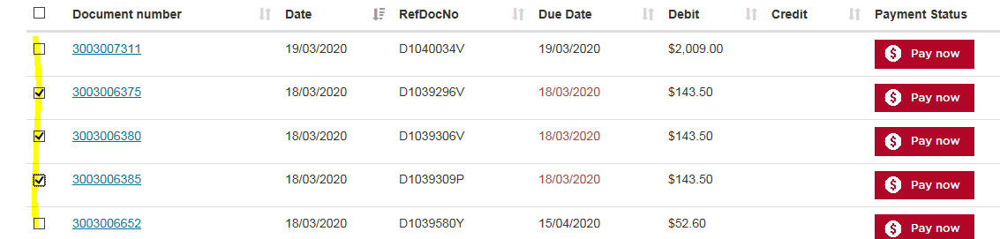 Document number Date RefDocNo Due Date Debit Credit Payment Status
3003007311 19/03/2020 D1040034V 19/03/2020 $2,009.00 $ Pay now
3003006375 18/03/2020 D1039296V 18/03/2020 $143.50 $ Pay now
3003006380 18/03/2020 D1039306V 18/03/2020 $143.50 $ Pay now
3003006385 18/03/2020 D1039309P 18/03/2020 $143.50 $ Pay now
3003006652 18/03/2020 D1039580Y 15/04/2020 $52.60 $ Pay now